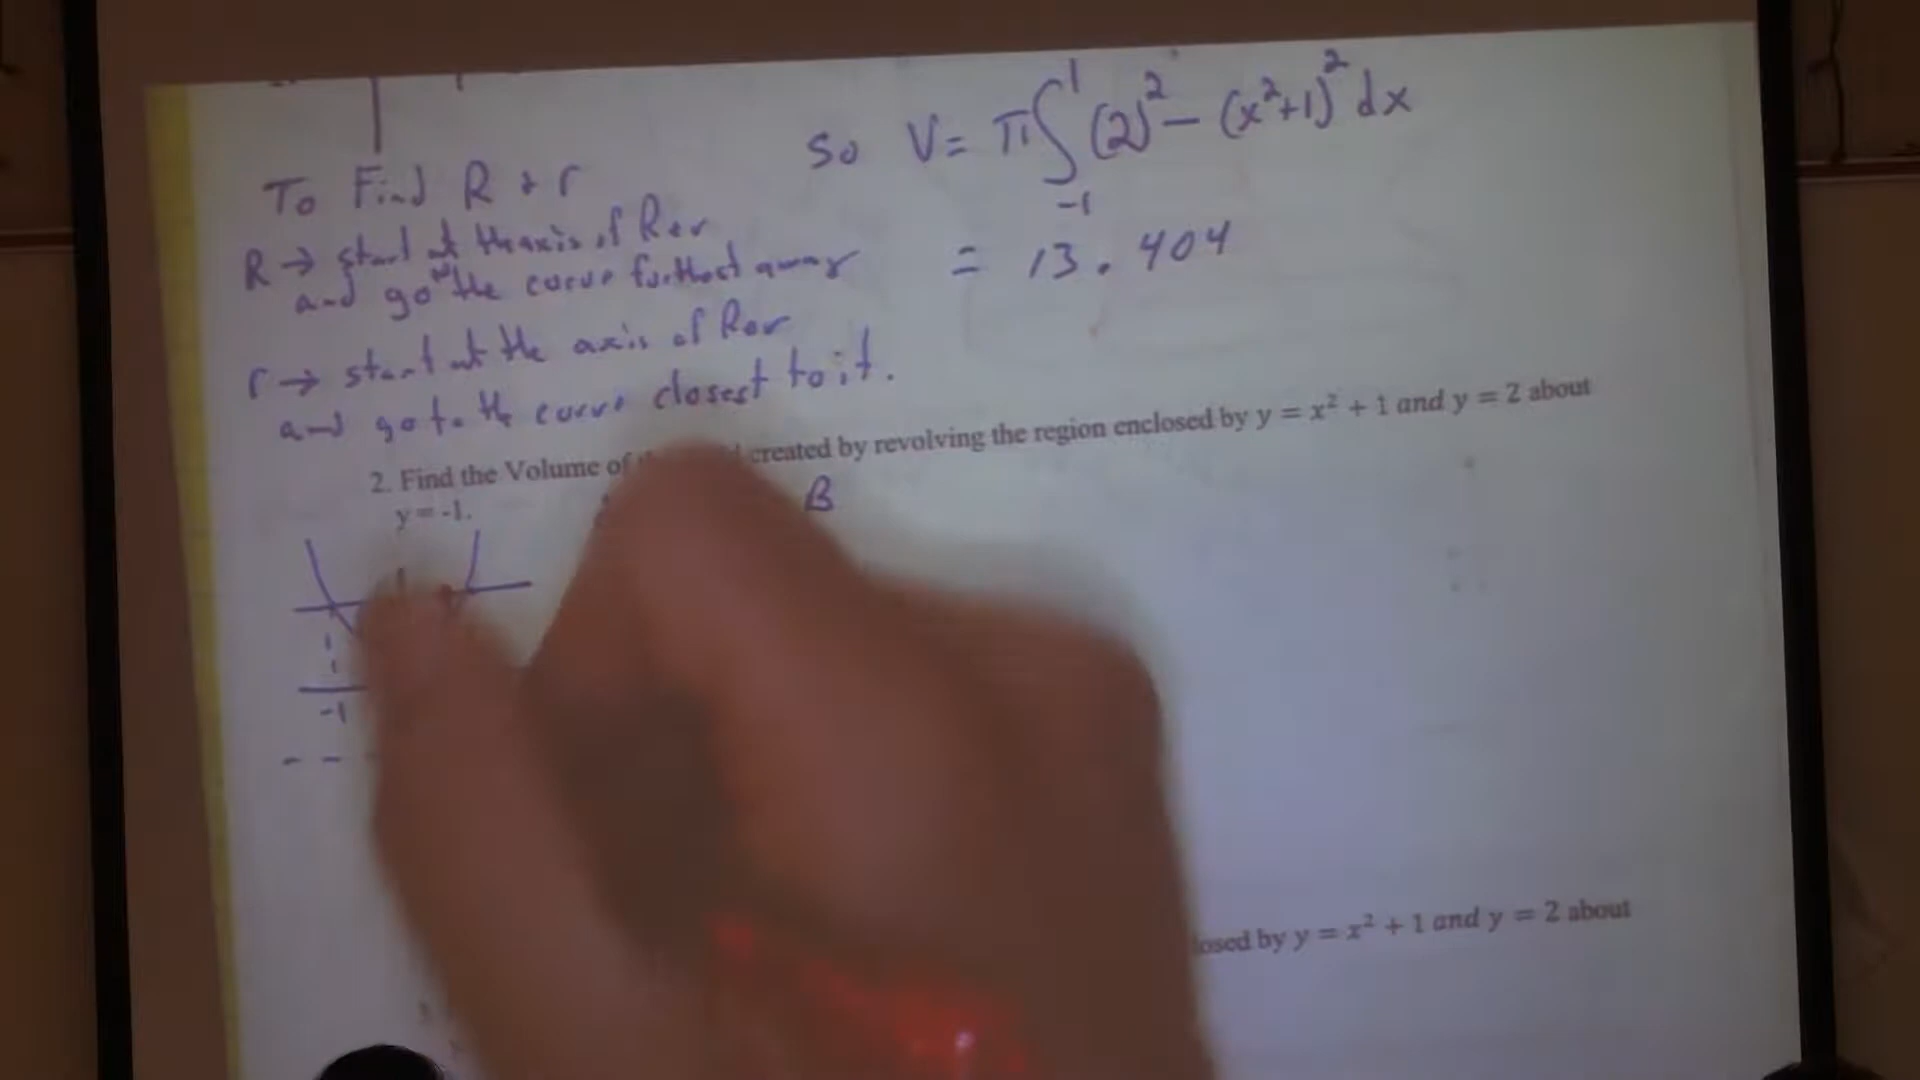 So V = π∫ (2)² − (x²+1)² dx
1
-1
= 13.404
To Find R + r
R → start at the axis of Rev
and go to the curve furthest away
r → start at the axis of Rev
and go to the curve closest to it.
2. Find the Volume of created by revolving the region enclosed by y = x² + 1 and y = 2 about
y = -1.
B
-1
losed by y = x² + 1 and y = 2 about